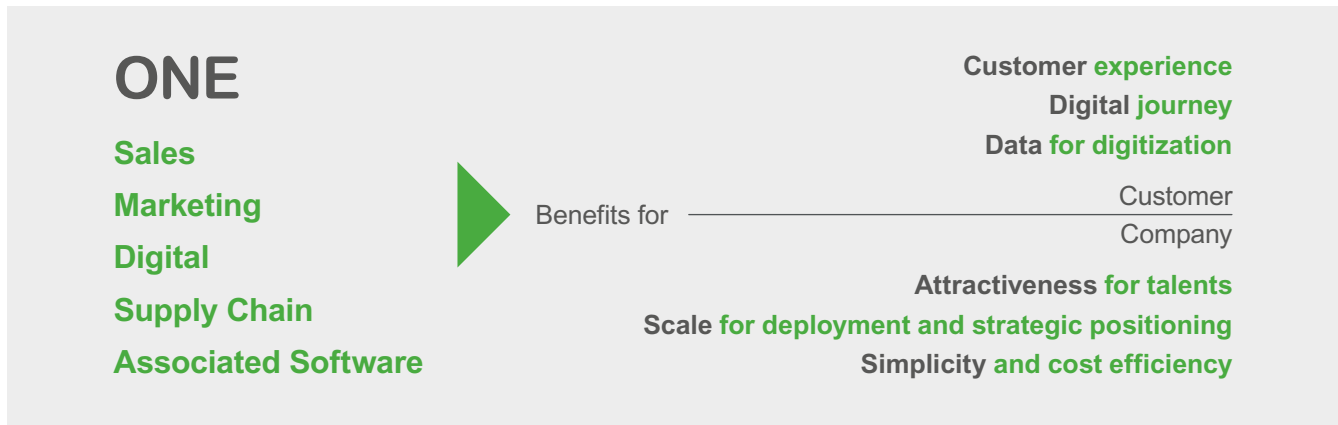 ONE
Sales
Marketing
Digital
Supply Chain
Associated Software
Benefits for
Customer experience
Digital journey
Data for digitization
Customer
Company
Attractiveness for talents
Scale for deployment and strategic positioning
Simplicity and cost efficiency